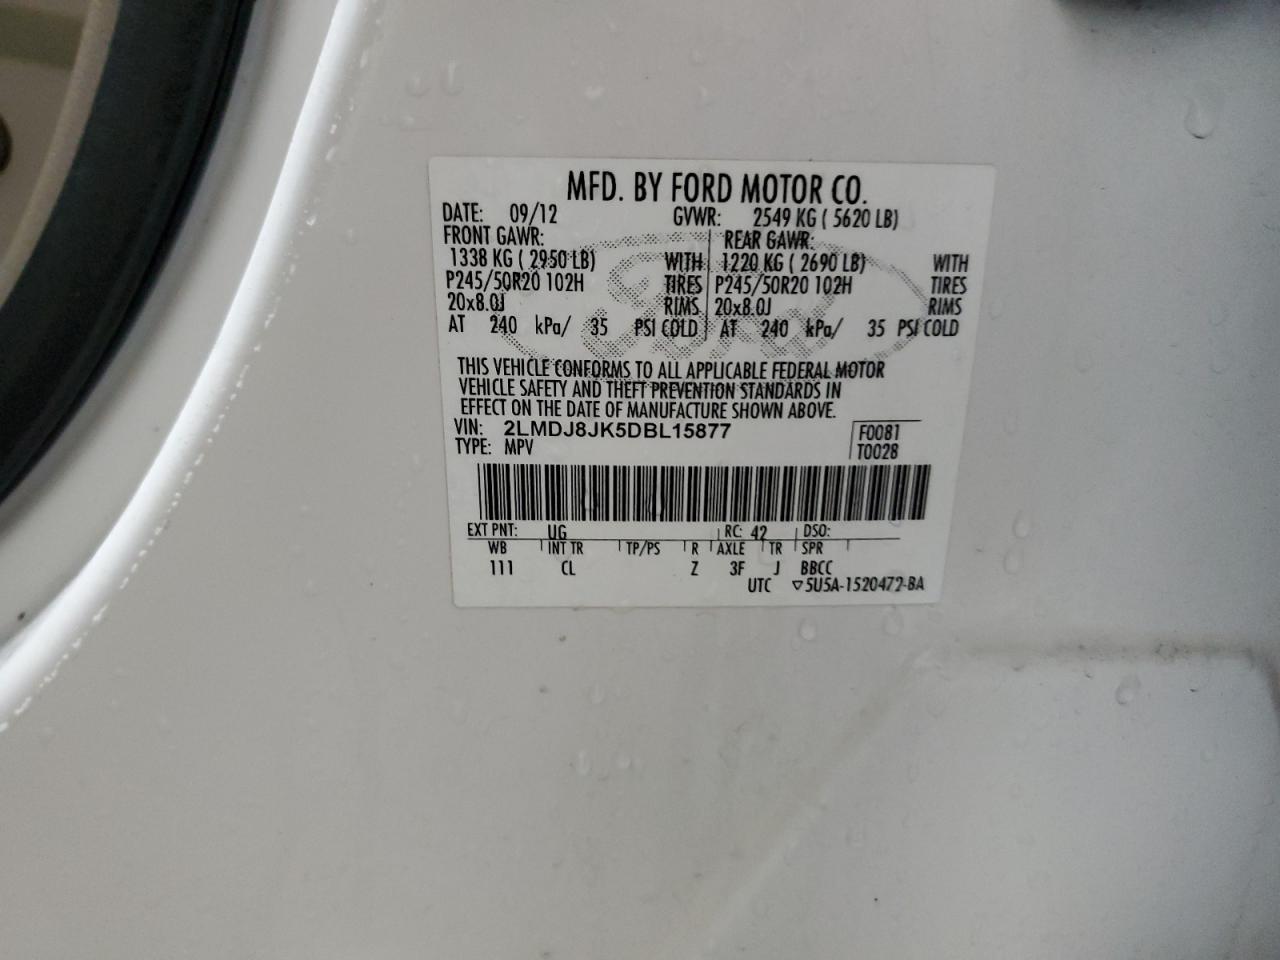 MFD. BY FORD MOTOR CO.
DATE: 09/12 GVWR: 2549 KG ( 5620 LB)
FRONT GAWR: REAR GAWR:
1338 KG ( 2950 LB) WITH 1220 KG ( 2690 LB) WITH
P245/50R20 102H TIRES P245/50R20 102H TIRES
20x8.0J RIMS 20x8.0J RIMS
AT 240 kPa/ 35 PSI COLD AT 240 kPa/ 35 PSI COLD
THIS VEHICLE CONFORMS TO ALL APPLICABLE FEDERAL MOTOR
VEHICLE SAFETY AND THEFT PREVENTION STANDARDS IN
EFFECT ON THE DATE OF MANUFACTURE SHOWN ABOVE.
VIN: 2LMDJ8JK5DBL15877 F0081
TYPE: MPV T0028
EXT PNT: UG RC: 42 DSO:
WB INT TR TP/PS R AXLE TR SPR
111 CL Z 3F J BBCC
UTC ▽5U5A-1520472-BA